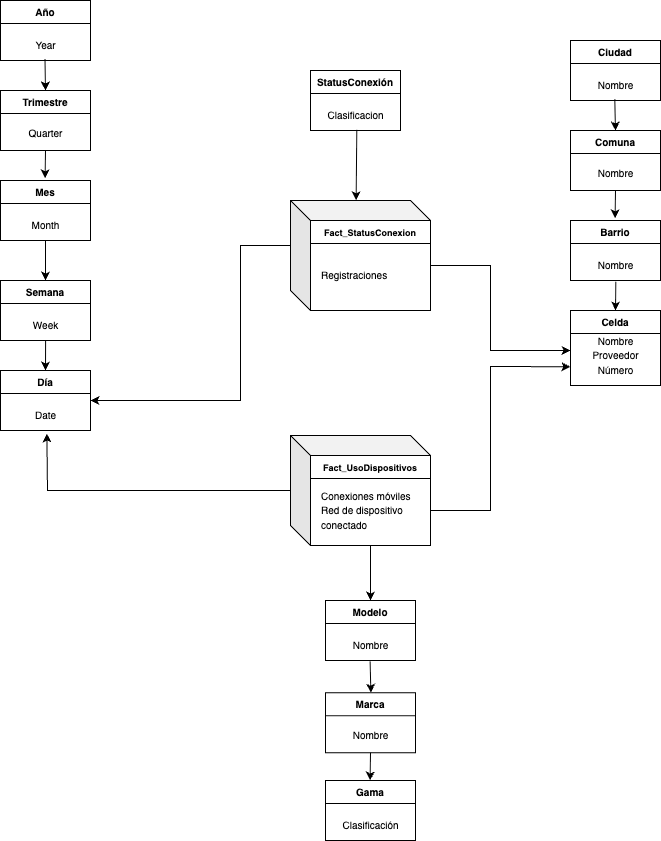 Año
Year
Trimestre
Quarter
Mes
Month
Semana
Week
Día
Date
StatusConexión
Clasificacion
Fact_StatusConexion
Registraciones
Fact_UsoDispositivos
Conexiones móviles
Red de dispositivo
conectado
Modelo
Nombre
Marca
Nombre
Gama
Clasificación
Ciudad
Nombre
Comuna
Nombre
Barrio
Nombre
Celda
Nombre
Proveedor
Número